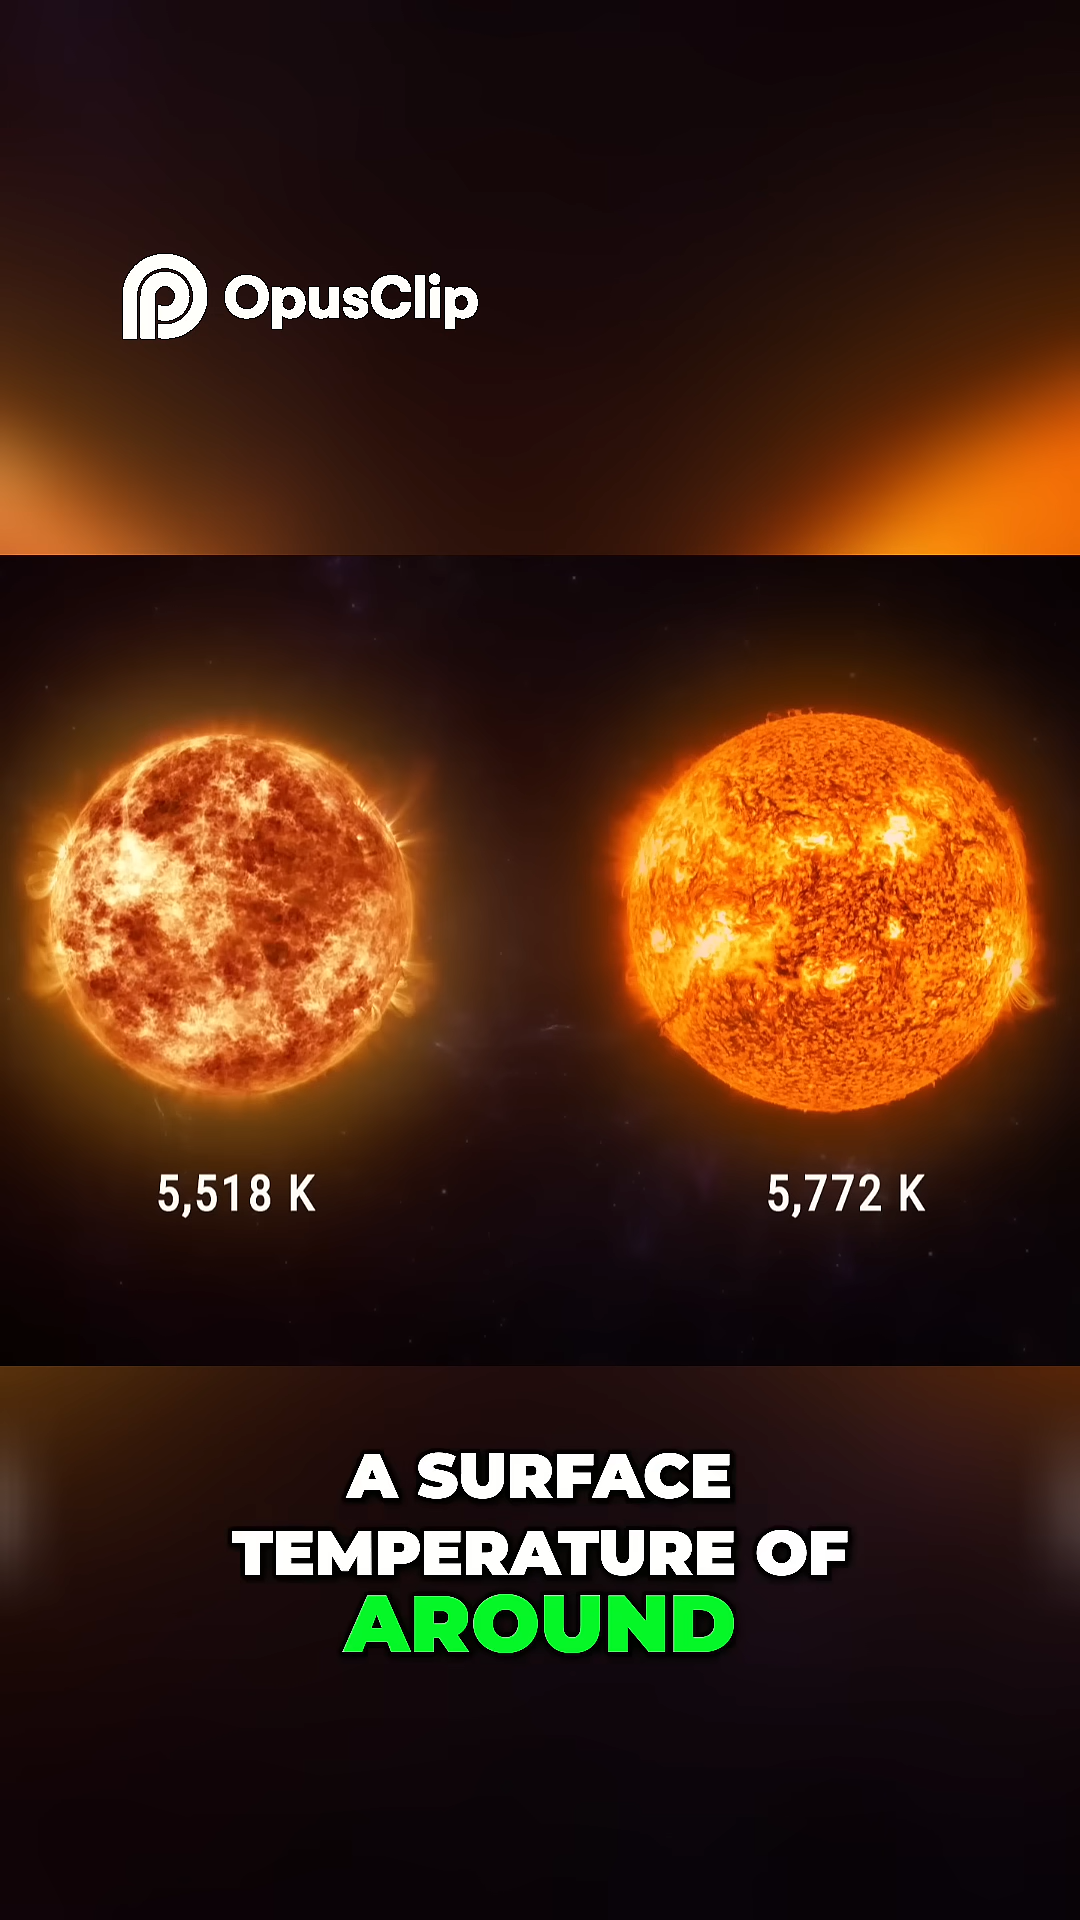 OpusClip
5,518 K
5,772 K
A SURFACE
TEMPERATURE OF
AROUND